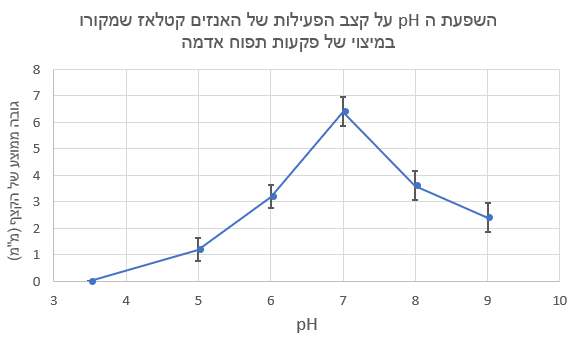 השפעת ה pH על קצב הפעילות של האנזים קטלאז שמקורו
במיצוי של פקעות תפוח אדמה
גובה ממוצע של הקצף (מ"מ)
8
7
6
5
4
3
2
1
0
3 4 5 6 7 8 9 10
pH